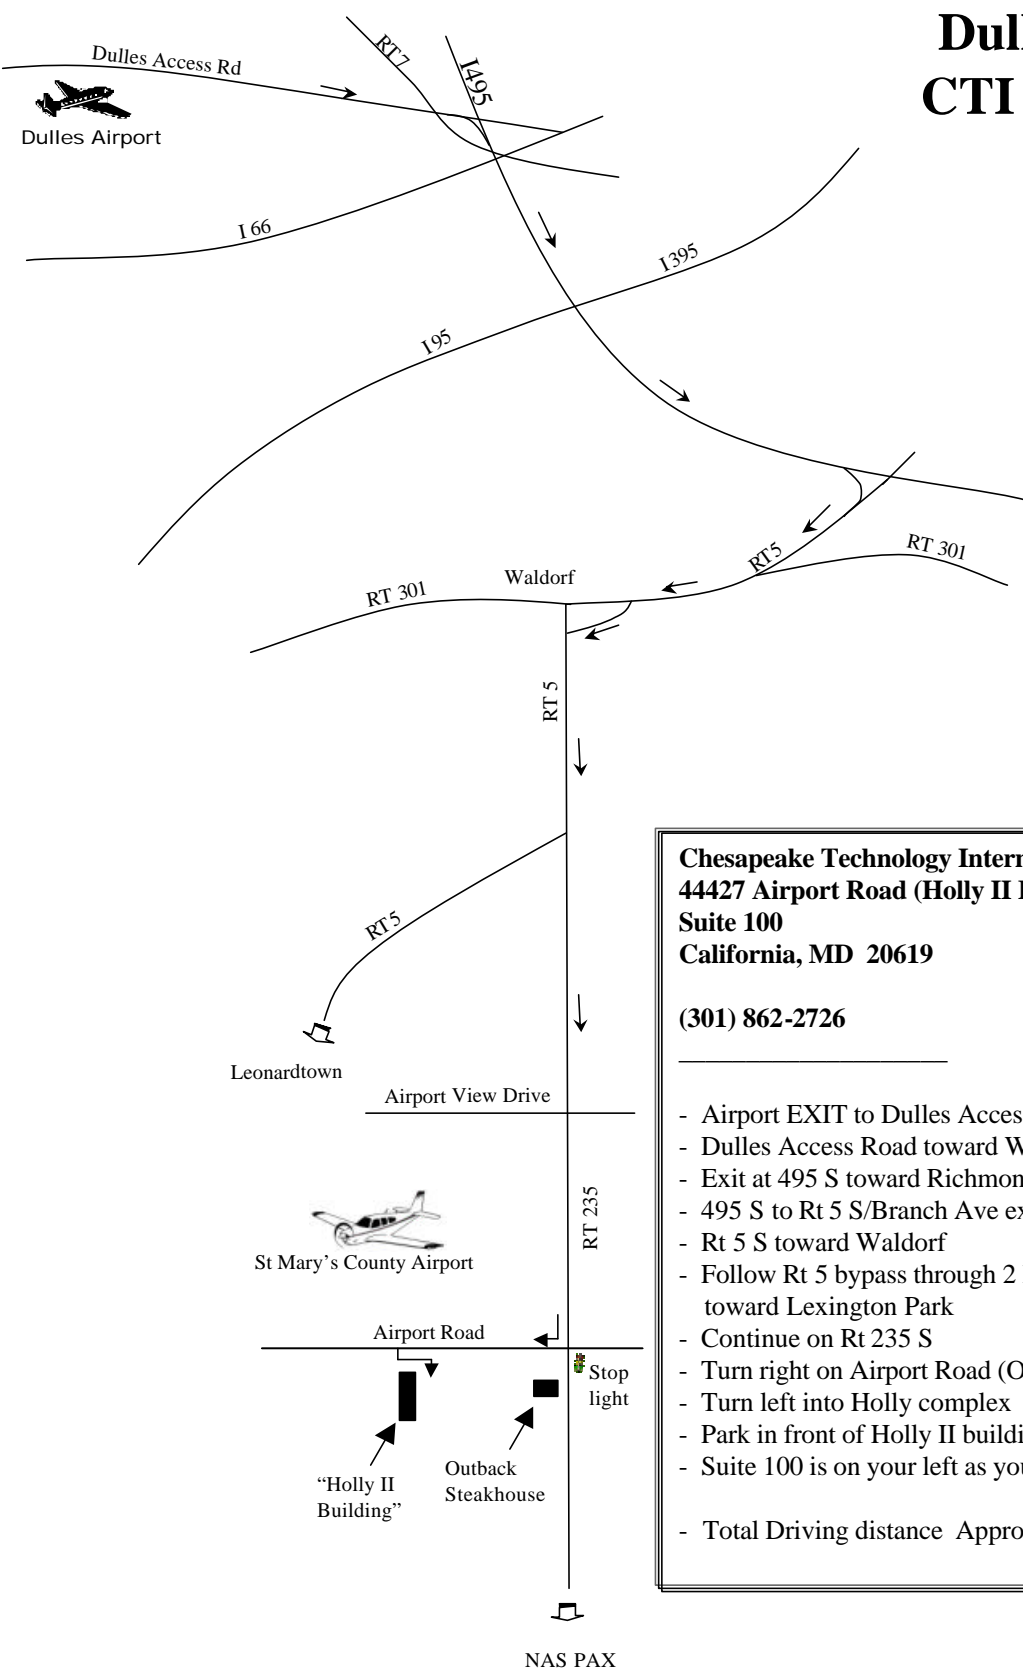 Dull
CTI
Dulles Access Rd
RT7
I495
Dulles Airport
I 66
I395
I95
RT5
RT 301
Waldorf
RT 301
RT 5
RT5
Leonardtown
Airport View Drive
RT 235
St Mary’s County Airport
Airport Road
Stop
light
“Holly II
Building”
Outback
Steakhouse
NAS PAX
Chesapeake Technology Intern
44427 Airport Road (Holly II
Suite 100
California, MD 20619
(301) 862-2726
- Airport EXIT to Dulles Acces
- Dulles Access Road toward W
- Exit at 495 S toward Richmon
- 495 S to Rt 5 S/Branch Ave ex
- Rt 5 S toward Waldorf
- Follow Rt 5 bypass through 2
toward Lexington Park
- Continue on Rt 235 S
- Turn right on Airport Road (O
- Turn left into Holly complex
- Park in front of Holly II buildi
- Suite 100 is on your left as you
- Total Driving distance Appro